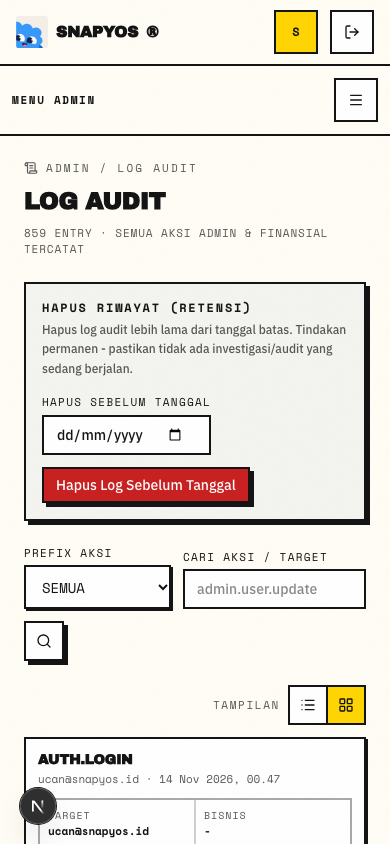 SNAPYOS ®
S
MENU ADMIN
ADMIN / LOG AUDIT
LOG AUDIT
859 ENTRY · SEMUA AKSI ADMIN & FINANSIAL
TERCATAT
HAPUS RIWAYAT (RETENSI)
Hapus log audit lebih lama dari tanggal batas. Tindakan
permanen - pastikan tidak ada investigasi/audit yang
sedang berjalan.
HAPUS SEBELUM TANGGAL
dd/mm/yyyy
Hapus Log Sebelum Tanggal
PREFIX AKSI
CARI AKSI / TARGET
SEMUA
admin.user.update
TAMPILAN
AUTH.LOGIN
ucan@snapyos.id · 14 Nov 2026, 00.47
N
ARGET
BISNIS
ucan@snapyos.id
-